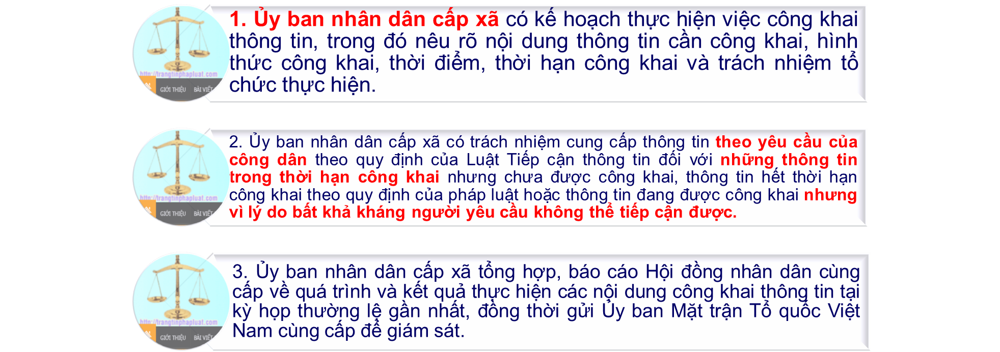 1. Ủy ban nhân dân cấp xã có kế hoạch thực hiện việc công khai
thông tin, trong đó nêu rõ nội dung thông tin cần công khai, hình
thức công khai, thời điểm, thời hạn công khai và trách nhiệm tổ
chức thực hiện.
http://trangtinphapluat.com
GIỚI THIỆU BÀI VIẾT
2. Ủy ban nhân dân cấp xã có trách nhiệm cung cấp thông tin theo yêu cầu của
công dân theo quy định của Luật Tiếp cận thông tin đối với những thông tin
trong thời hạn công khai nhưng chưa được công khai, thông tin hết thời hạn
công khai theo quy định của pháp luật hoặc thông tin đang được công khai nhưng
vì lý do bất khả kháng người yêu cầu không thể tiếp cận được.
http://trangtinphapluat.com
GIỚI THIỆU BÀI VIẾT
3. Ủy ban nhân dân cấp xã tổng hợp, báo cáo Hội đồng nhân dân cùng
cấp về quá trình và kết quả thực hiện các nội dung công khai thông tin tại
kỳ họp thường lệ gần nhất, đồng thời gửi Ủy ban Mặt trận Tổ quốc Việt
Nam cùng cấp để giám sát.
http://trangtinphapluat.com
GIỚI THIỆU BÀI VIẾT